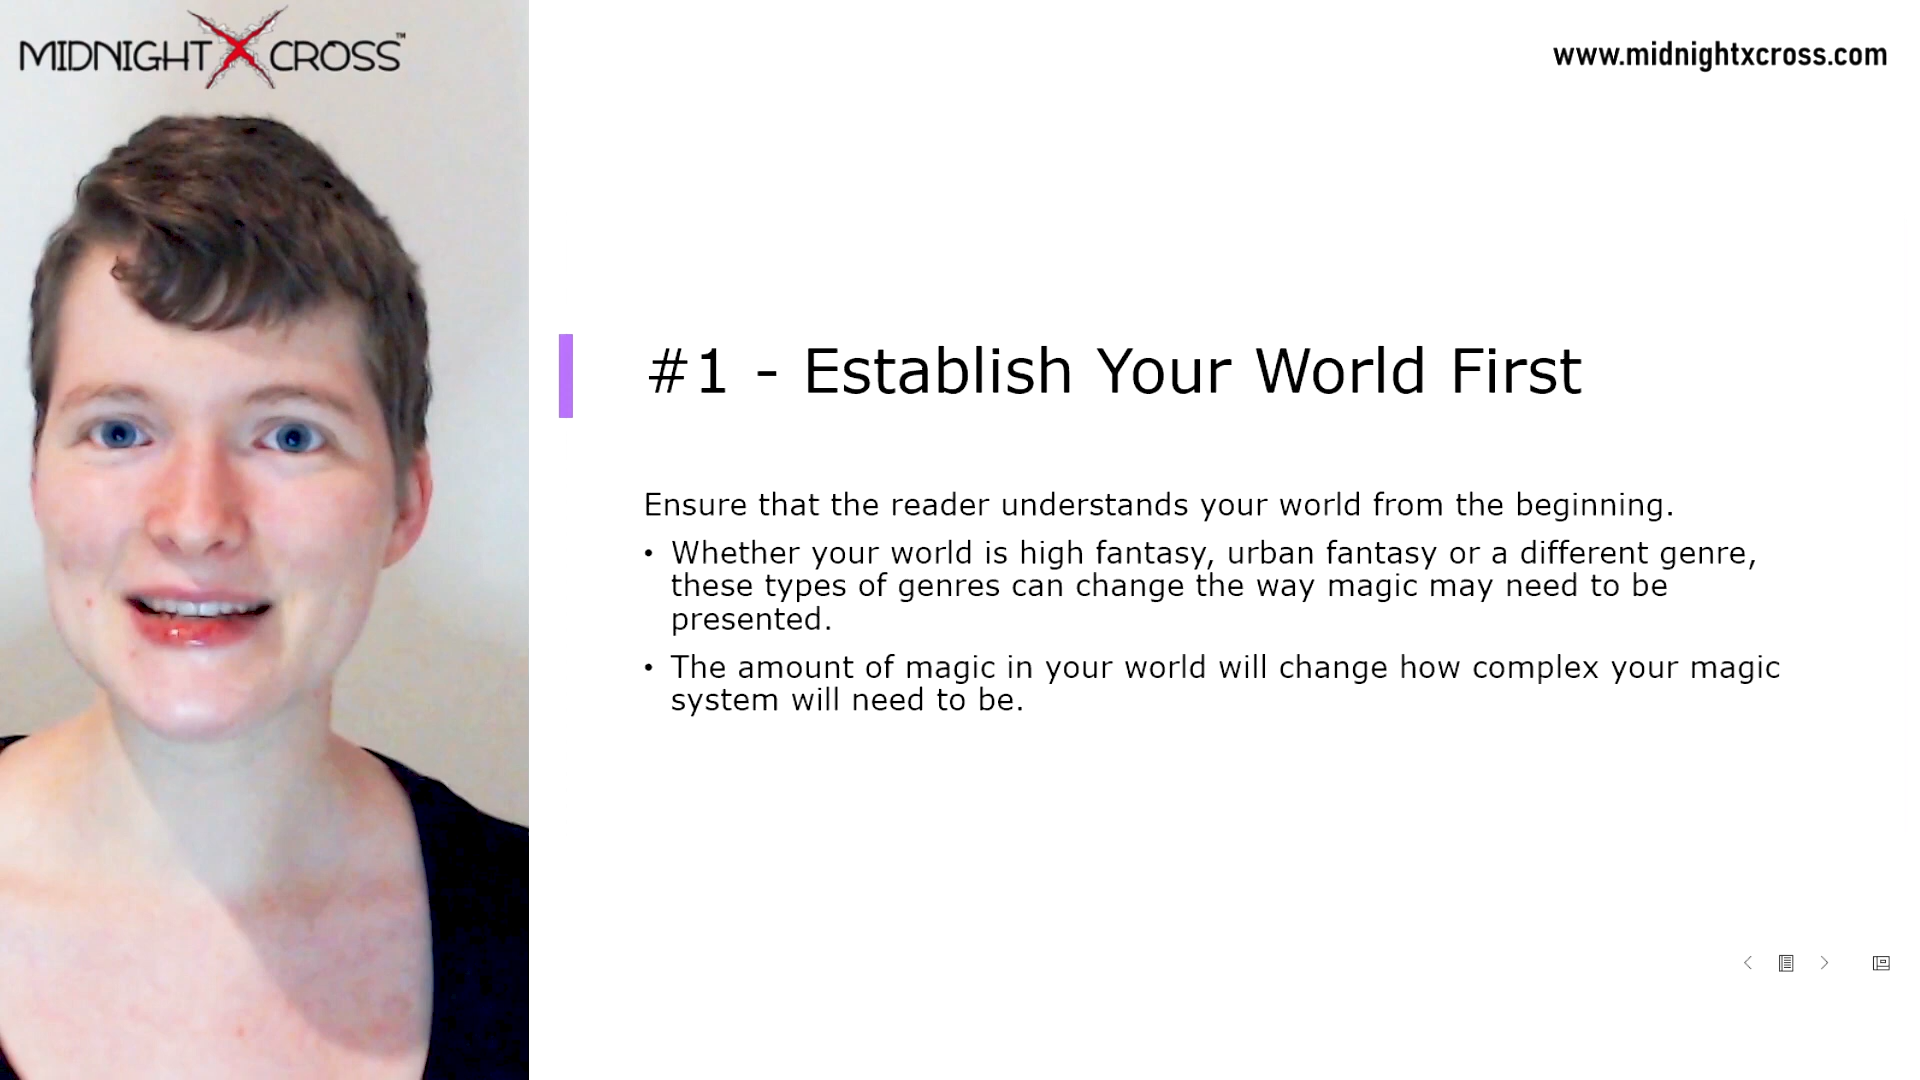 MIDNIGHT X CROSS™
www.midnightxcross.com
#1 - Establish Your World First
Ensure that the reader understands your world from the beginning.
• Whether your world is high fantasy, urban fantasy or a different genre,
these types of genres can change the way magic may need to be
presented.
• The amount of magic in your world will change how complex your magic
system will need to be.